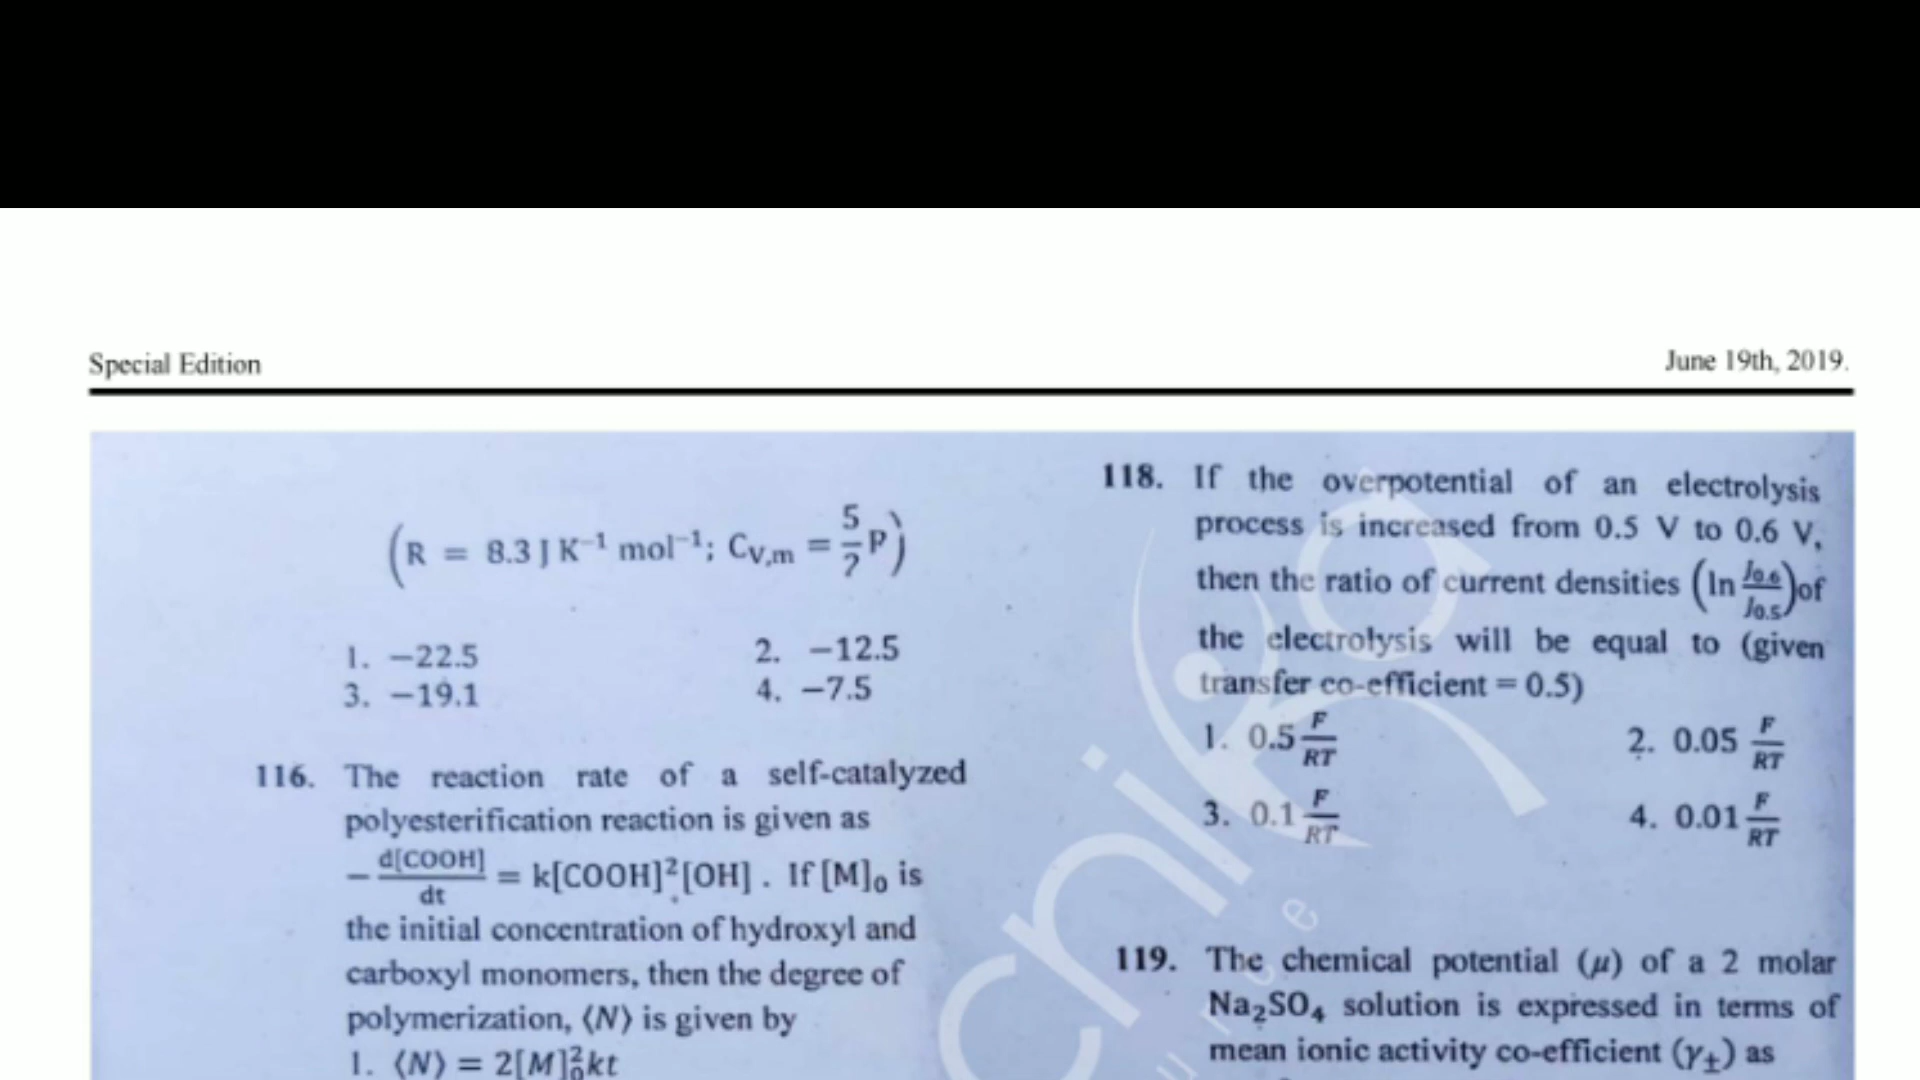 Special Edition
June 19th, 2019.
(R = 8.3 J K⁻¹ mol⁻¹; C_V,m = 5/2 R)
1. −22.5
2. −12.5
3. −19.1
4. −7.5
116. The reaction rate of a self-catalyzed
polyesterification reaction is given as
− d[COOH]/dt = k[COOH]²[OH] . If [M]₀ is
the initial concentration of hydroxyl and
carboxyl monomers, then the degree of
polymerization, ⟨N⟩ is given by
1. ⟨N⟩ = 2[M]₀²kt
118. If the overpotential of an electrolysis
process is increased from 0.5 V to 0.6 V,
then the ratio of current densities (ln J₀.₆/J₀.₅) of
the electrolysis will be equal to (given
transfer co-efficient = 0.5)
1. 0.5 F/RT
2. 0.05 F/RT
3. 0.1 F/RT
4. 0.01 F/RT
119. The chemical potential (μ) of a 2 molar
Na₂SO₄ solution is expressed in terms of
mean ionic activity co-efficient (γ±) as